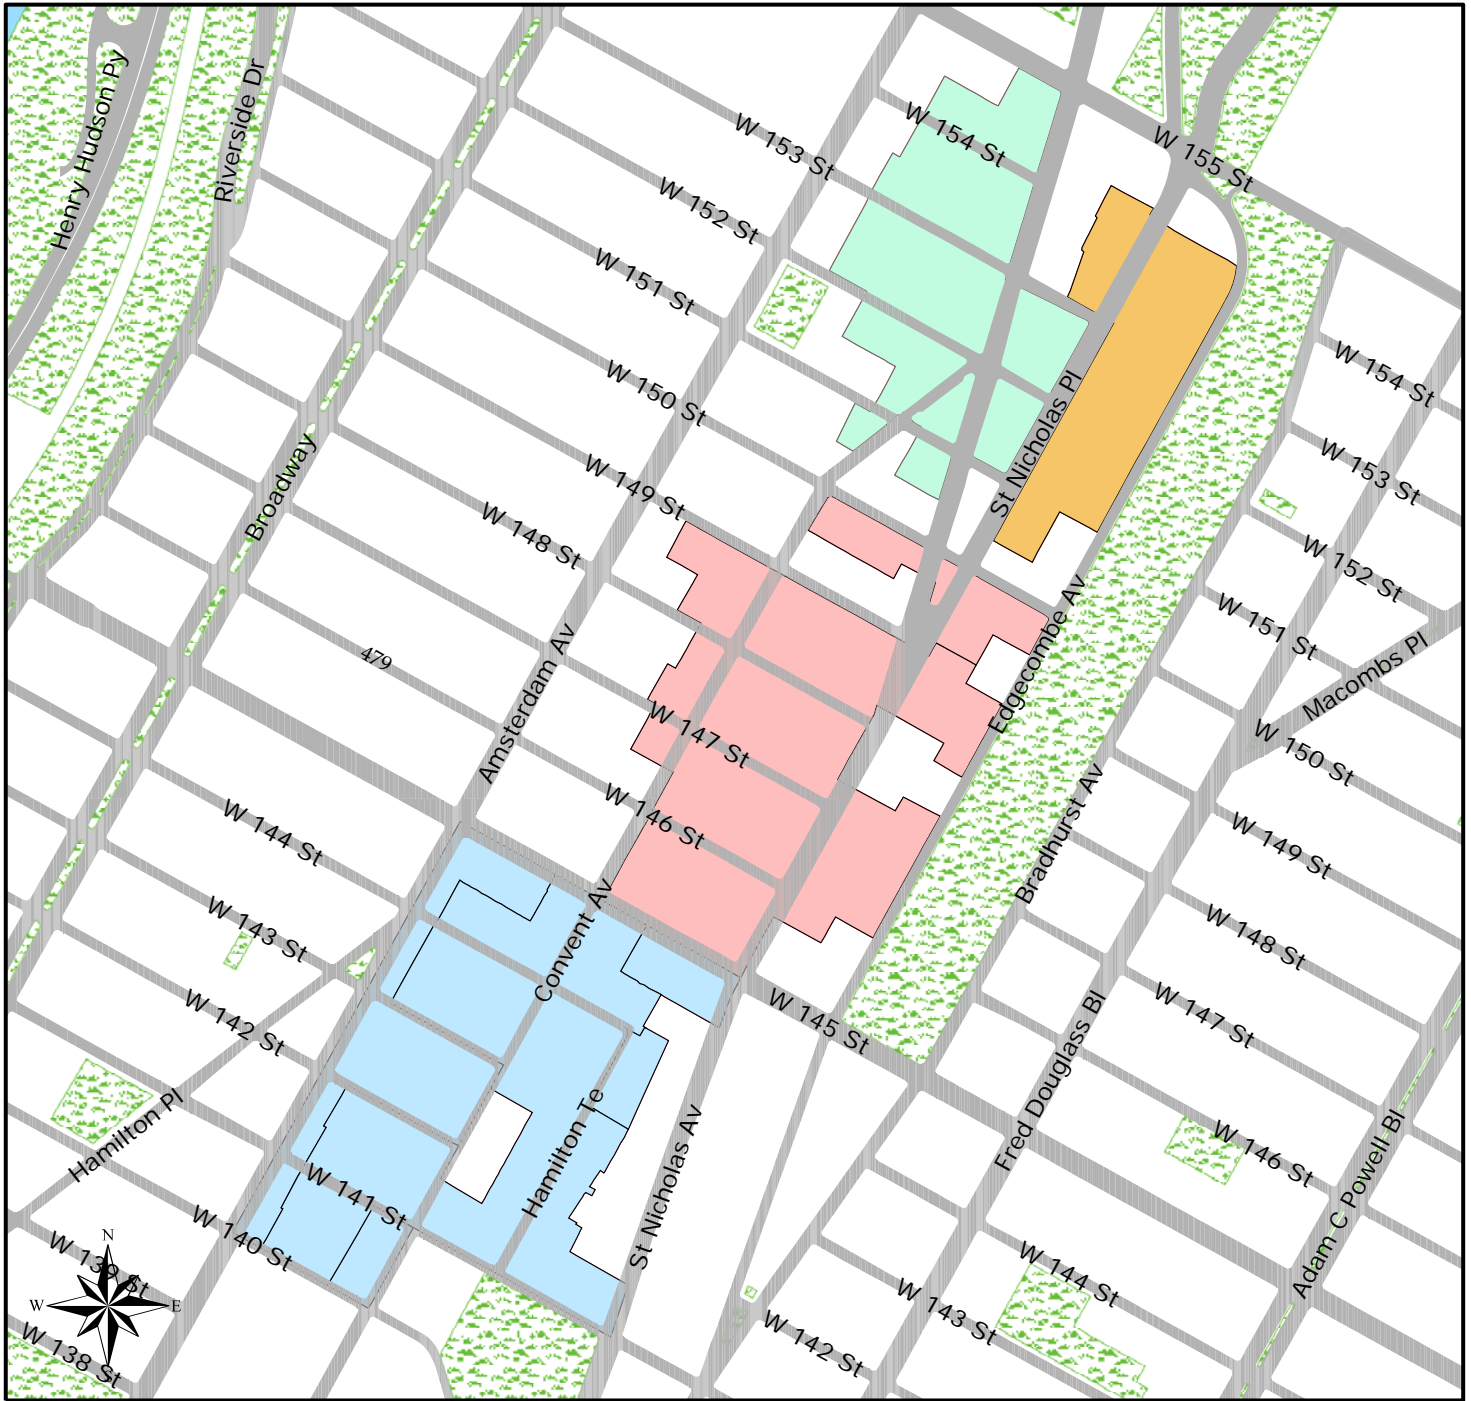 Henry Hudson Py
Riverside Dr
W 153 St
W 154 St
W 155 St
W 152 St
W 151 St
W 150 St
W 154 St
St Nicholas Pl
W 149 St
Broadway
W 153 St
W 148 St
W 152 St
W 151 St
479
Amsterdam Av
Edgecombe Av
Macombs Pl
W 147 St
W 150 St
W 146 St
W 144 St
Bradhurst Av
W 149 St
W 143 St
Convent Av
W 148 St
W 142 St
W 145 St
W 147 St
Hamilton Pl
Hamilton Te
St Nicholas Av
Fred Douglass Bl
W 146 St
W 141 St
Adam C Powell Bl
W 140 St
W 139 St
N
W
E
W 144 St
W 143 St
W 142 St
W 138 St